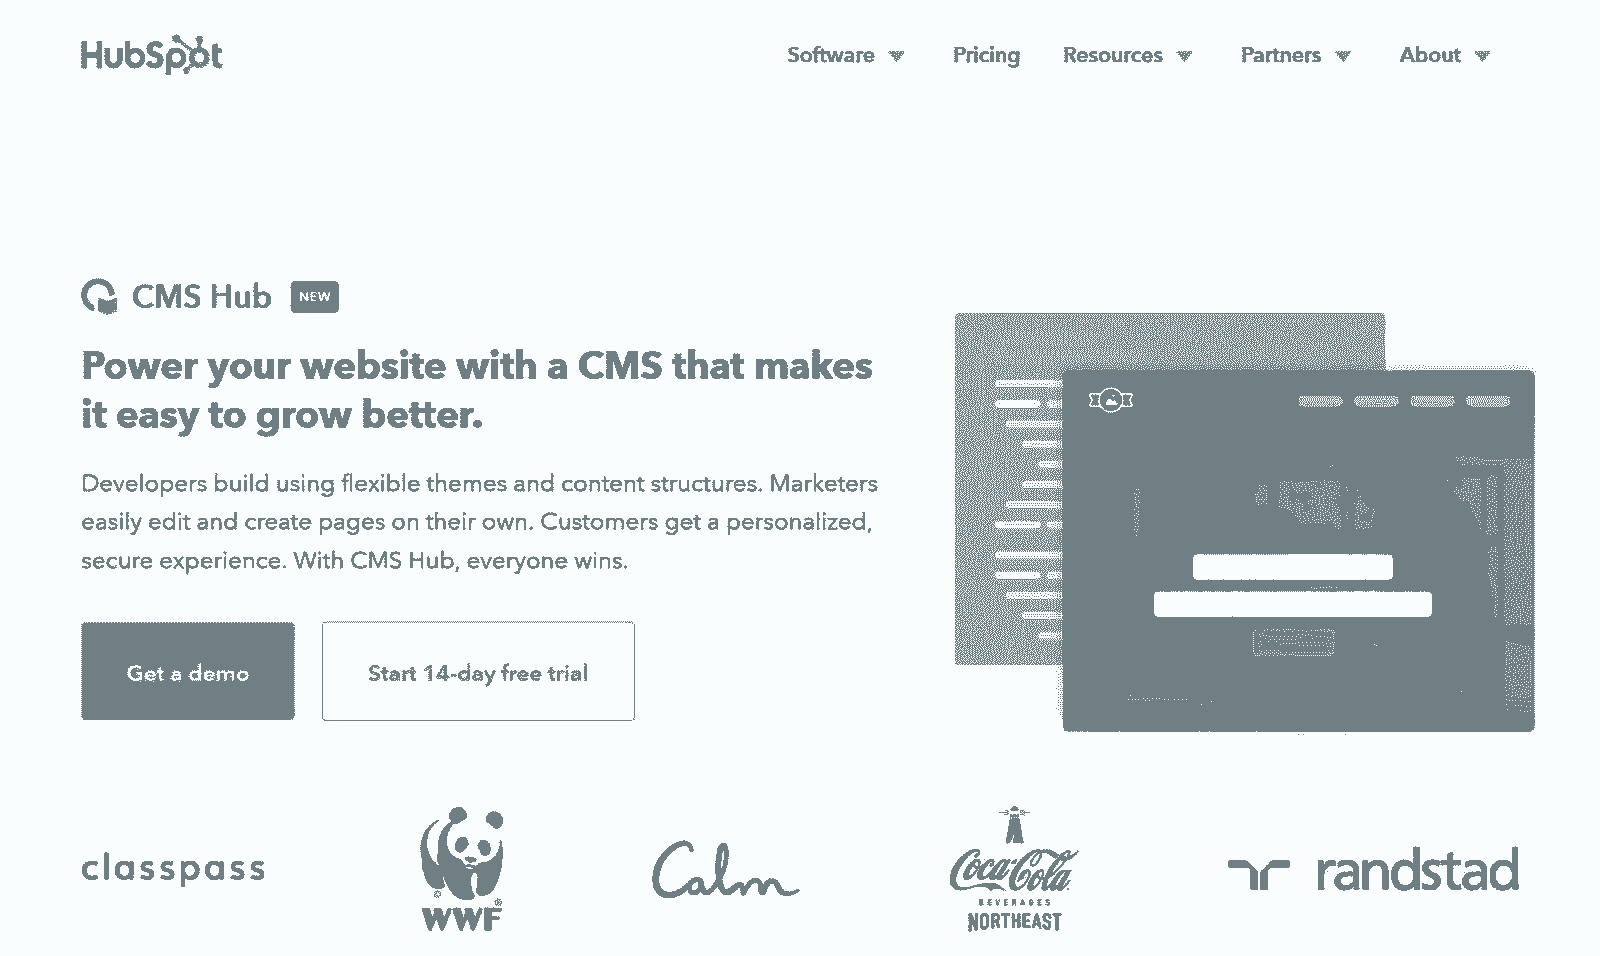 HubSpot
Software Pricing Resources Partners About
CMS Hub NEW
Power your website with a CMS that makes
it easy to grow better.
Developers build using flexible themes and content structures. Marketers
easily edit and create pages on their own. Customers get a personalized,
secure experience. With CMS Hub, everyone wins.
Get a demo
Start 14-day free trial
classpass
WWF
Calm
Coca-Cola
BEVERAGES
NORTHEAST
randstad